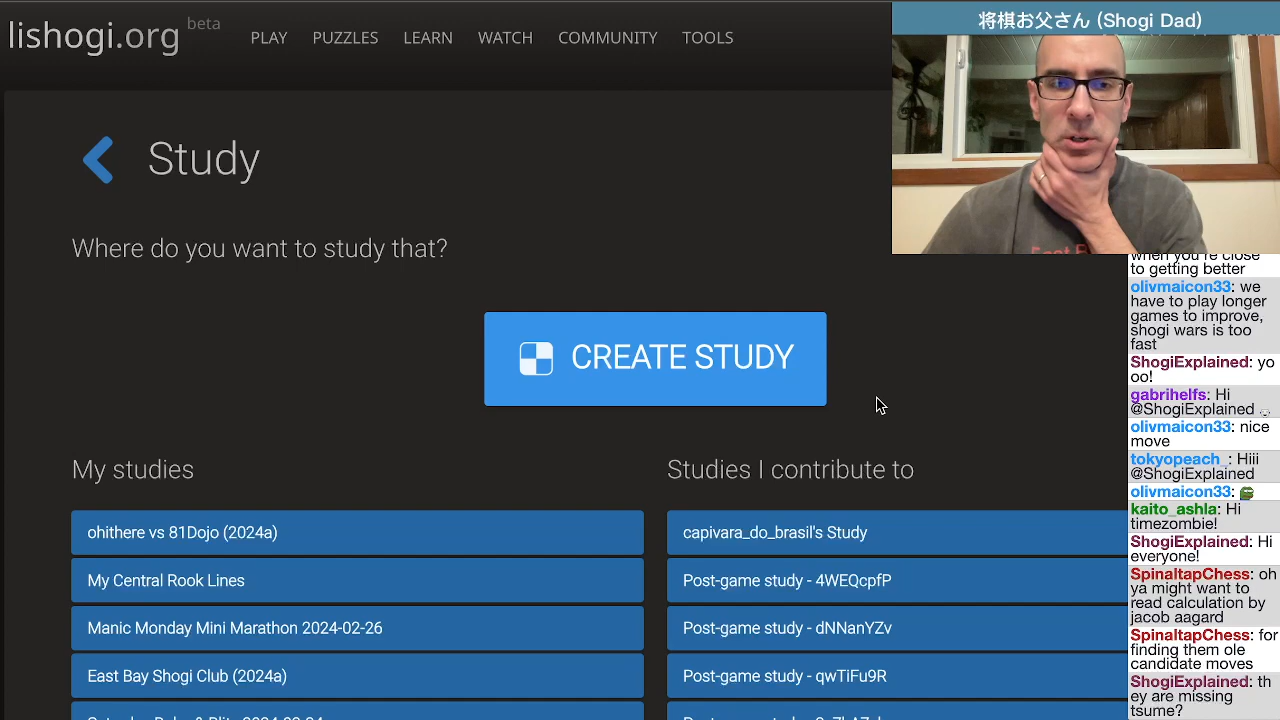 lishogi.org beta
PLAY PUZZLES LEARN WATCH COMMUNITY TOOLS
将棋お父さん (Shogi Dad)
Study
Where do you want to study that?
CREATE STUDY
My studies
ohithere vs 81Dojo (2024a)
My Central Rook Lines
Manic Monday Mini Marathon 2024-02-26
East Bay Shogi Club (2024a)
Studies I contribute to
capivara_do_brasil's Study
Post-game study - 4WEQcpfP
Post-game study - dNNanYZv
Post-game study - qwTiFu9R
when you're close
to getting better
olivmaicon33: we
have to play longer
games to improve,
shogi wars is too
fast
ShogiExplained: yo
oo!
gabrihelfs: Hi
@ShogiExplained
olivmaicon33: nice
move
tokyopeach_: Hiii
@ShogiExplained
olivmaicon33:
kaito_ashla: Hi
timezombie!
ShogiExplained: Hi
everyone!
SpinaltapChess: oh
ya might want to
read calculation by
jacob aagard
SpinaltapChess: for
finding them ole
candidate moves
ShogiExplained: th
ey are missing
tsume?